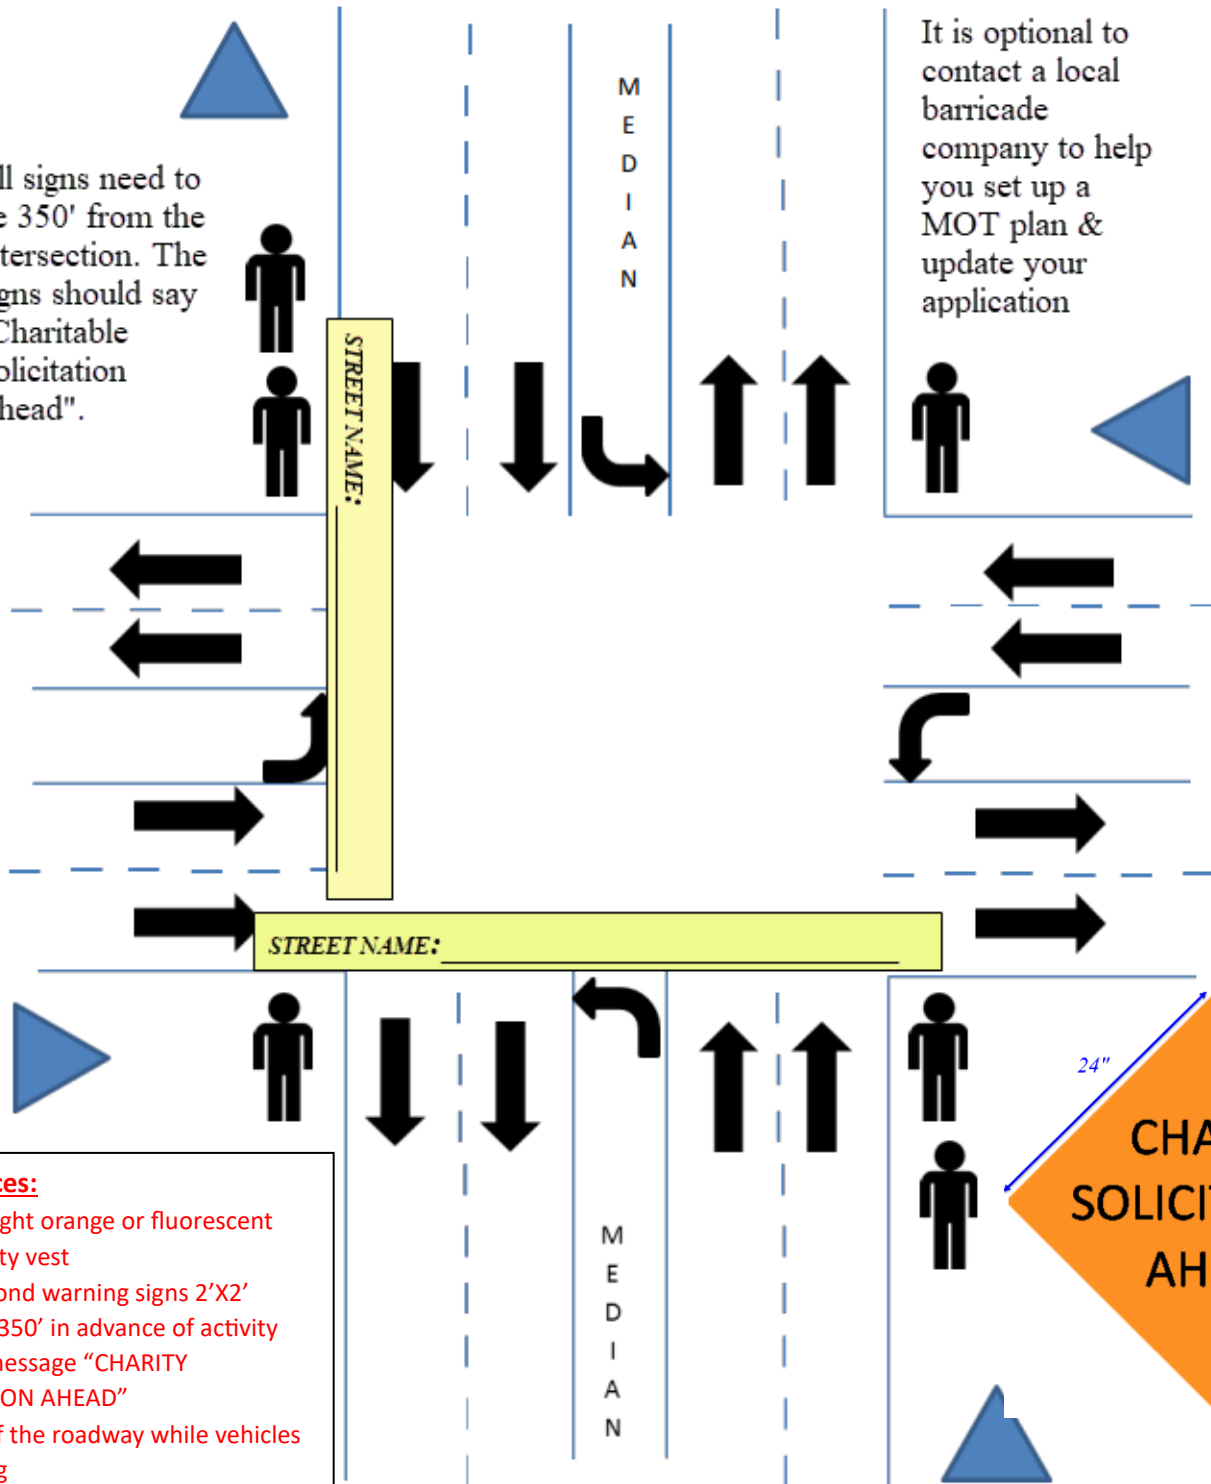 It is optional to
contact a local
barricade
company to help
you set up a
MOT plan &
update your
application
MEDIAN
ll signs need to
e 350' from the
tersection. The
gns should say
Charitable
olicitation
head".
STREET NAME:
STREET NAME:
24"
CHA
SOLICI
AH
ces:
ght orange or fluorescent
ty vest
ond warning signs 2’X2’
350’ in advance of activity
nessage “CHARITY
ON AHEAD”
f the roadway while vehicles
g
MEDIAN